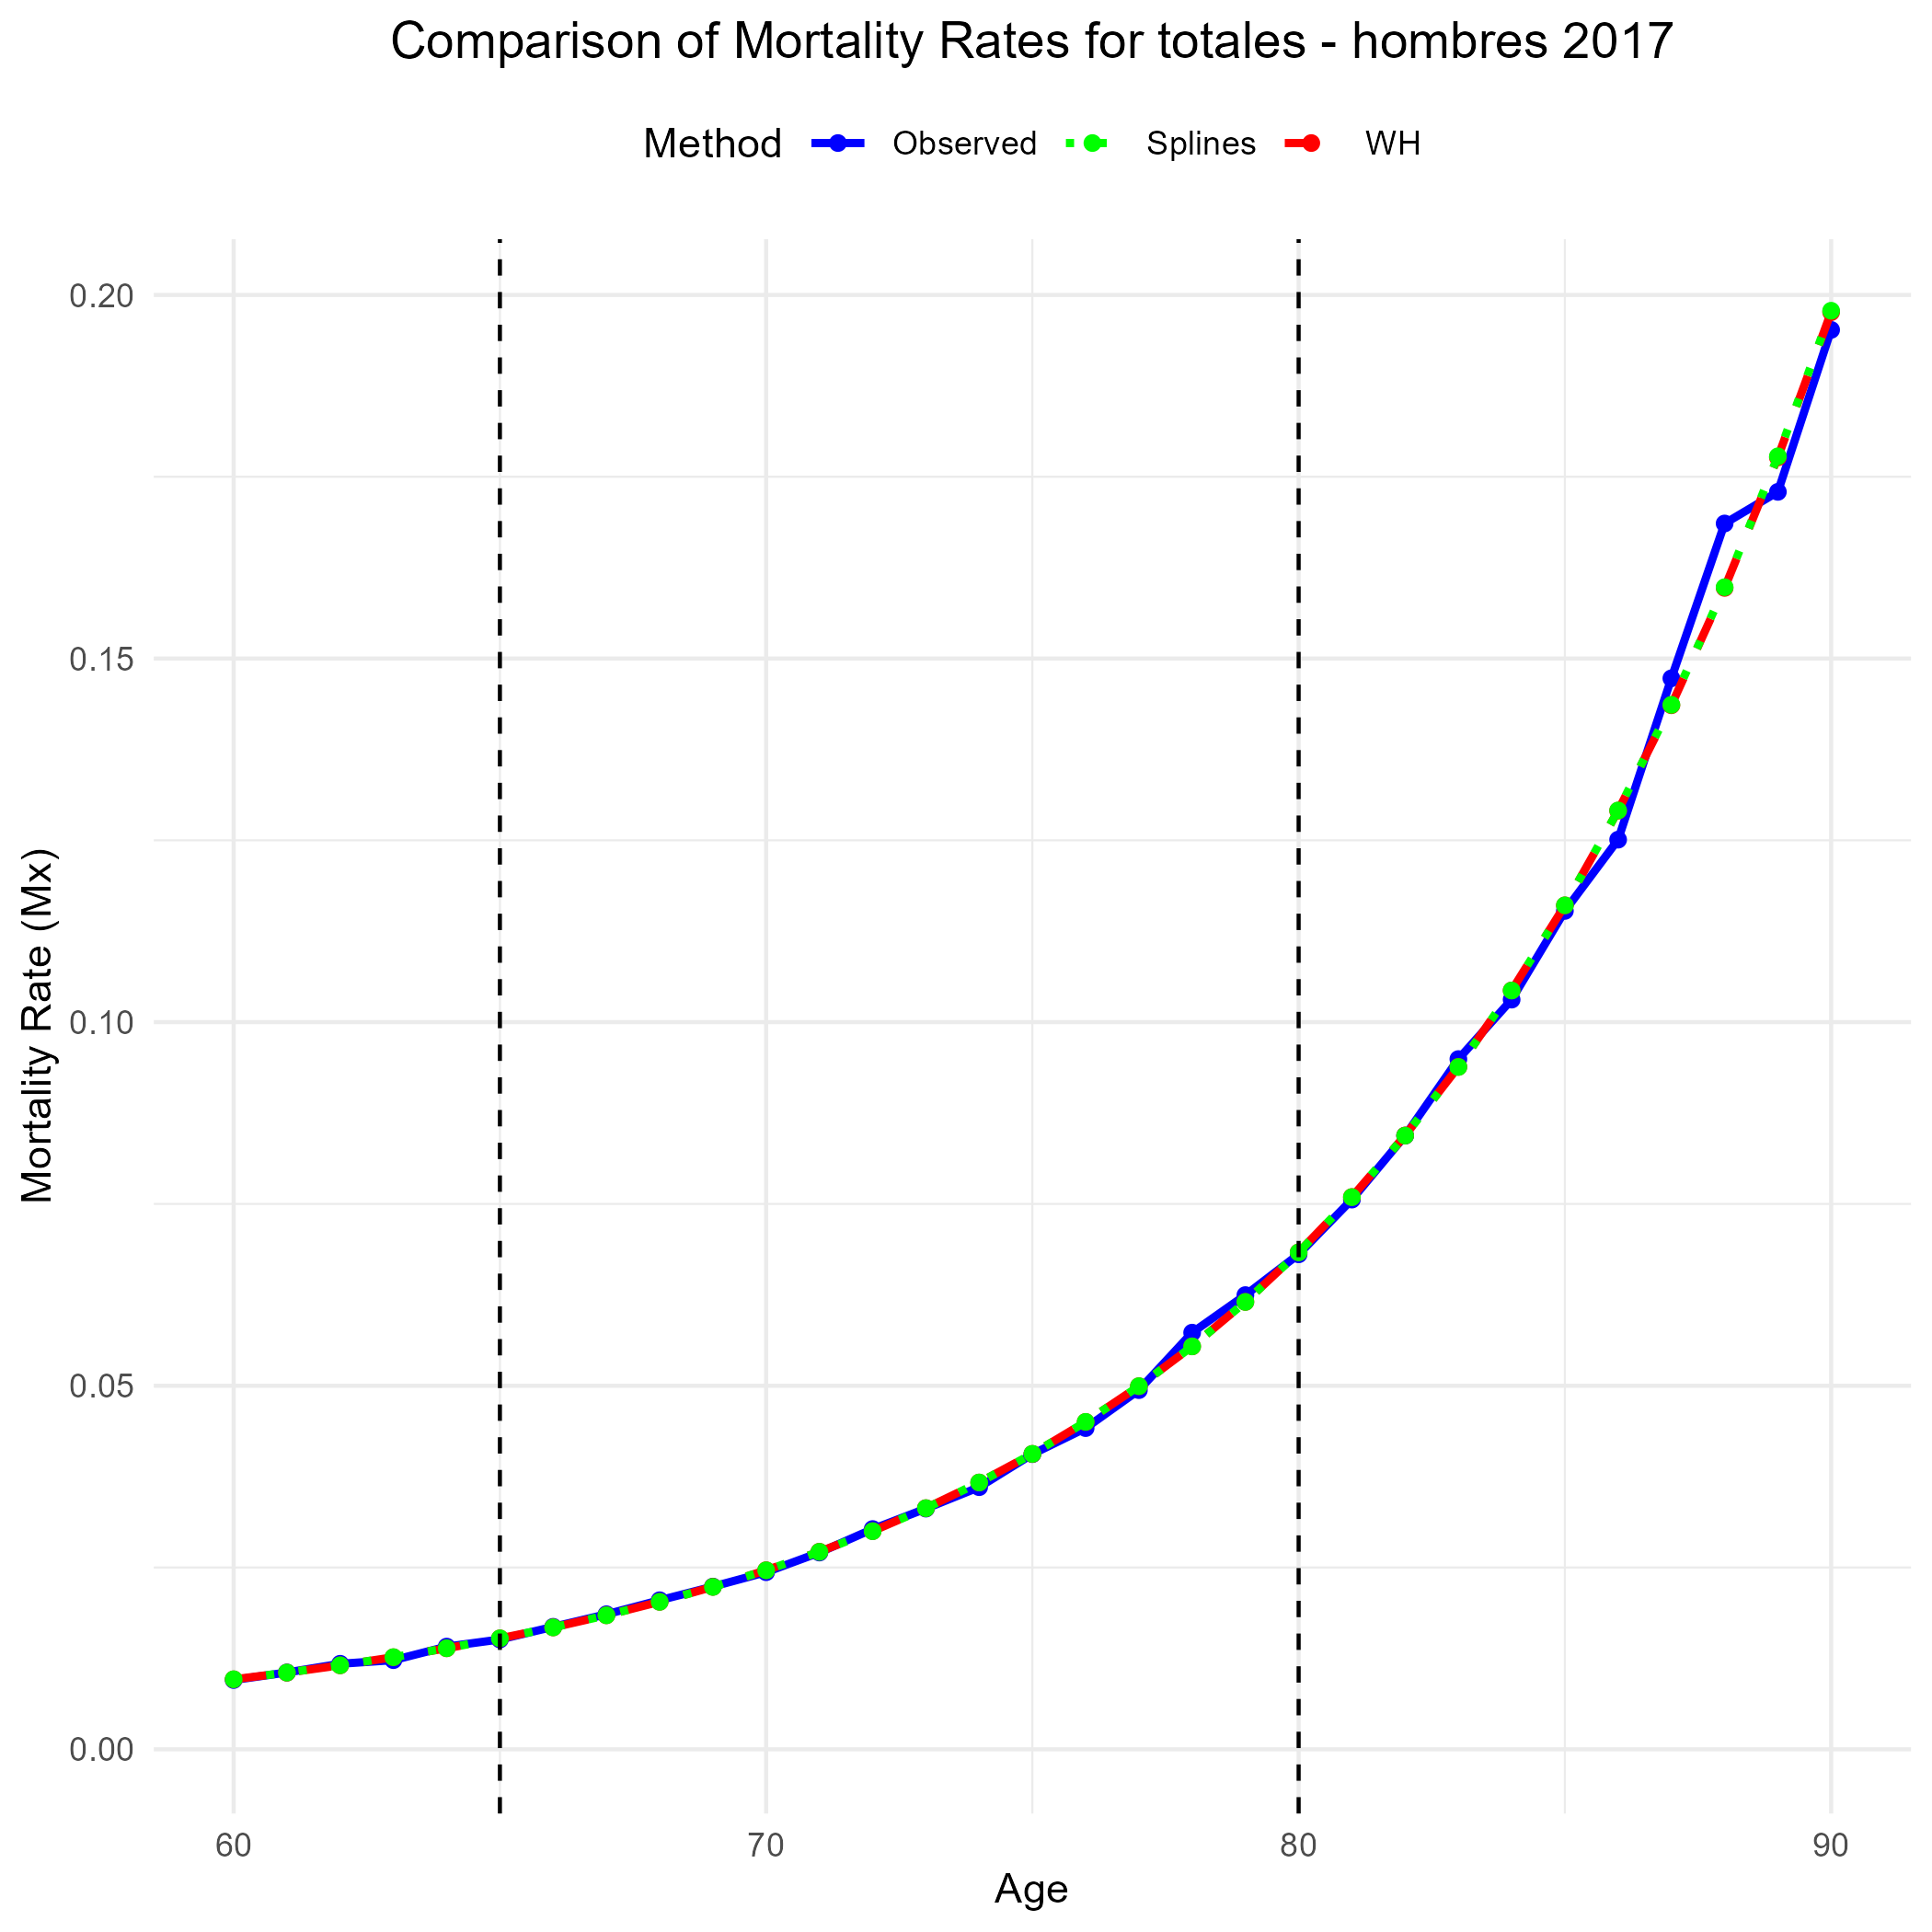 Comparison of Mortality Rates for totales - hombres 2017
Method Observed Splines WH
Mortality Rate (Mx)
0.20
0.15
0.10
0.05
0.00
60 70 80 90
Age